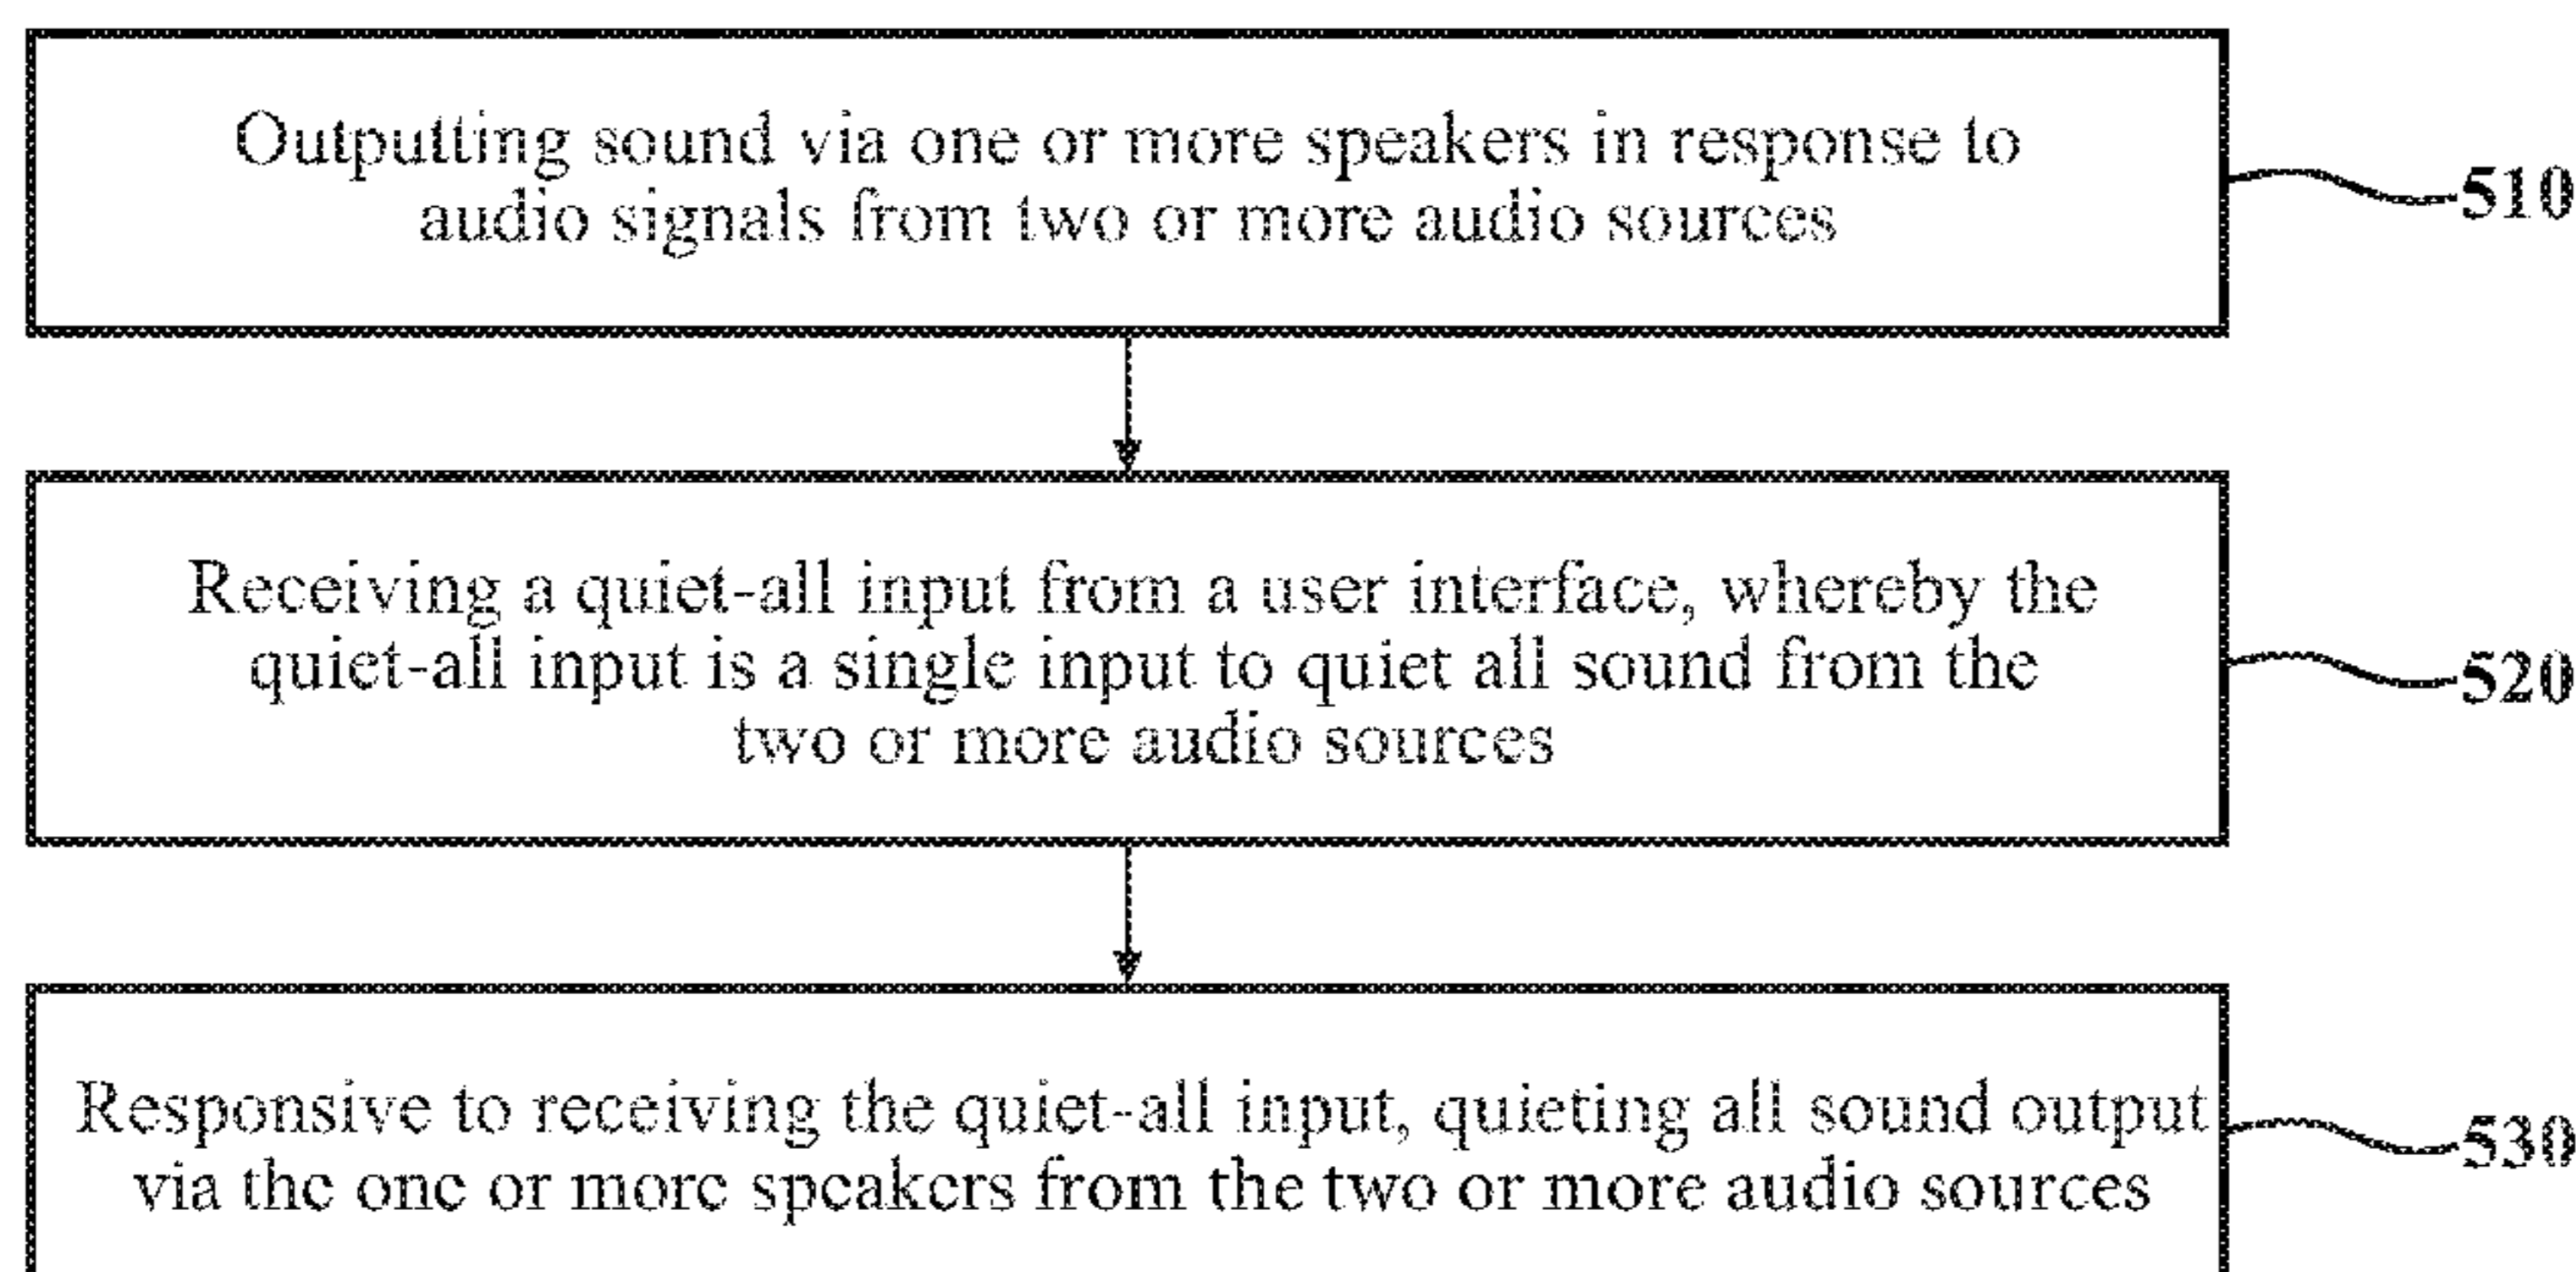 Outputting sound via one or more speakers in response to
audio signals from two or more audio sources
510
Receiving a quiet-all input from a user interface, whereby the
quiet-all input is a single input to quiet all sound from the
two or more audio sources
520
Responsive to receiving the quiet-all input, quieting all sound output
via the one or more speakers from the two or more audio sources
530